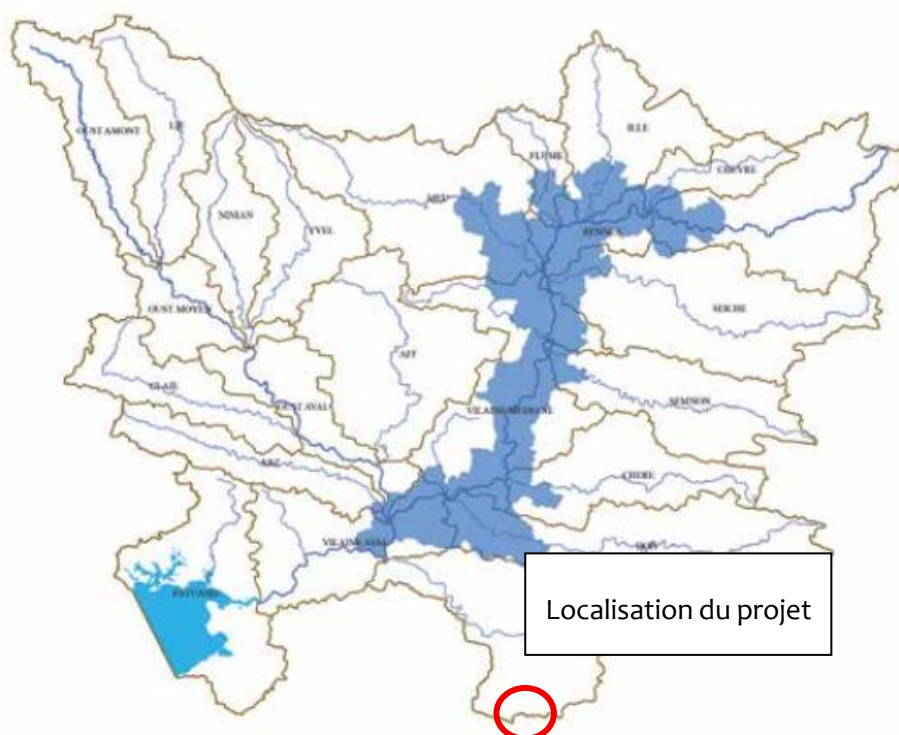 OUST AMONT
LIE
ILLE
FLUME
CHEVRE
MEU
NINIAN
YVEL
RENNES
OUST MOYEN
SEICHE
AFF
OUST AVAL
VILAINE MEDIANE
SEMNON
ARZ
CHERE
VILAINE AVAL
DON
ESTUAIRE
Localisation du projet